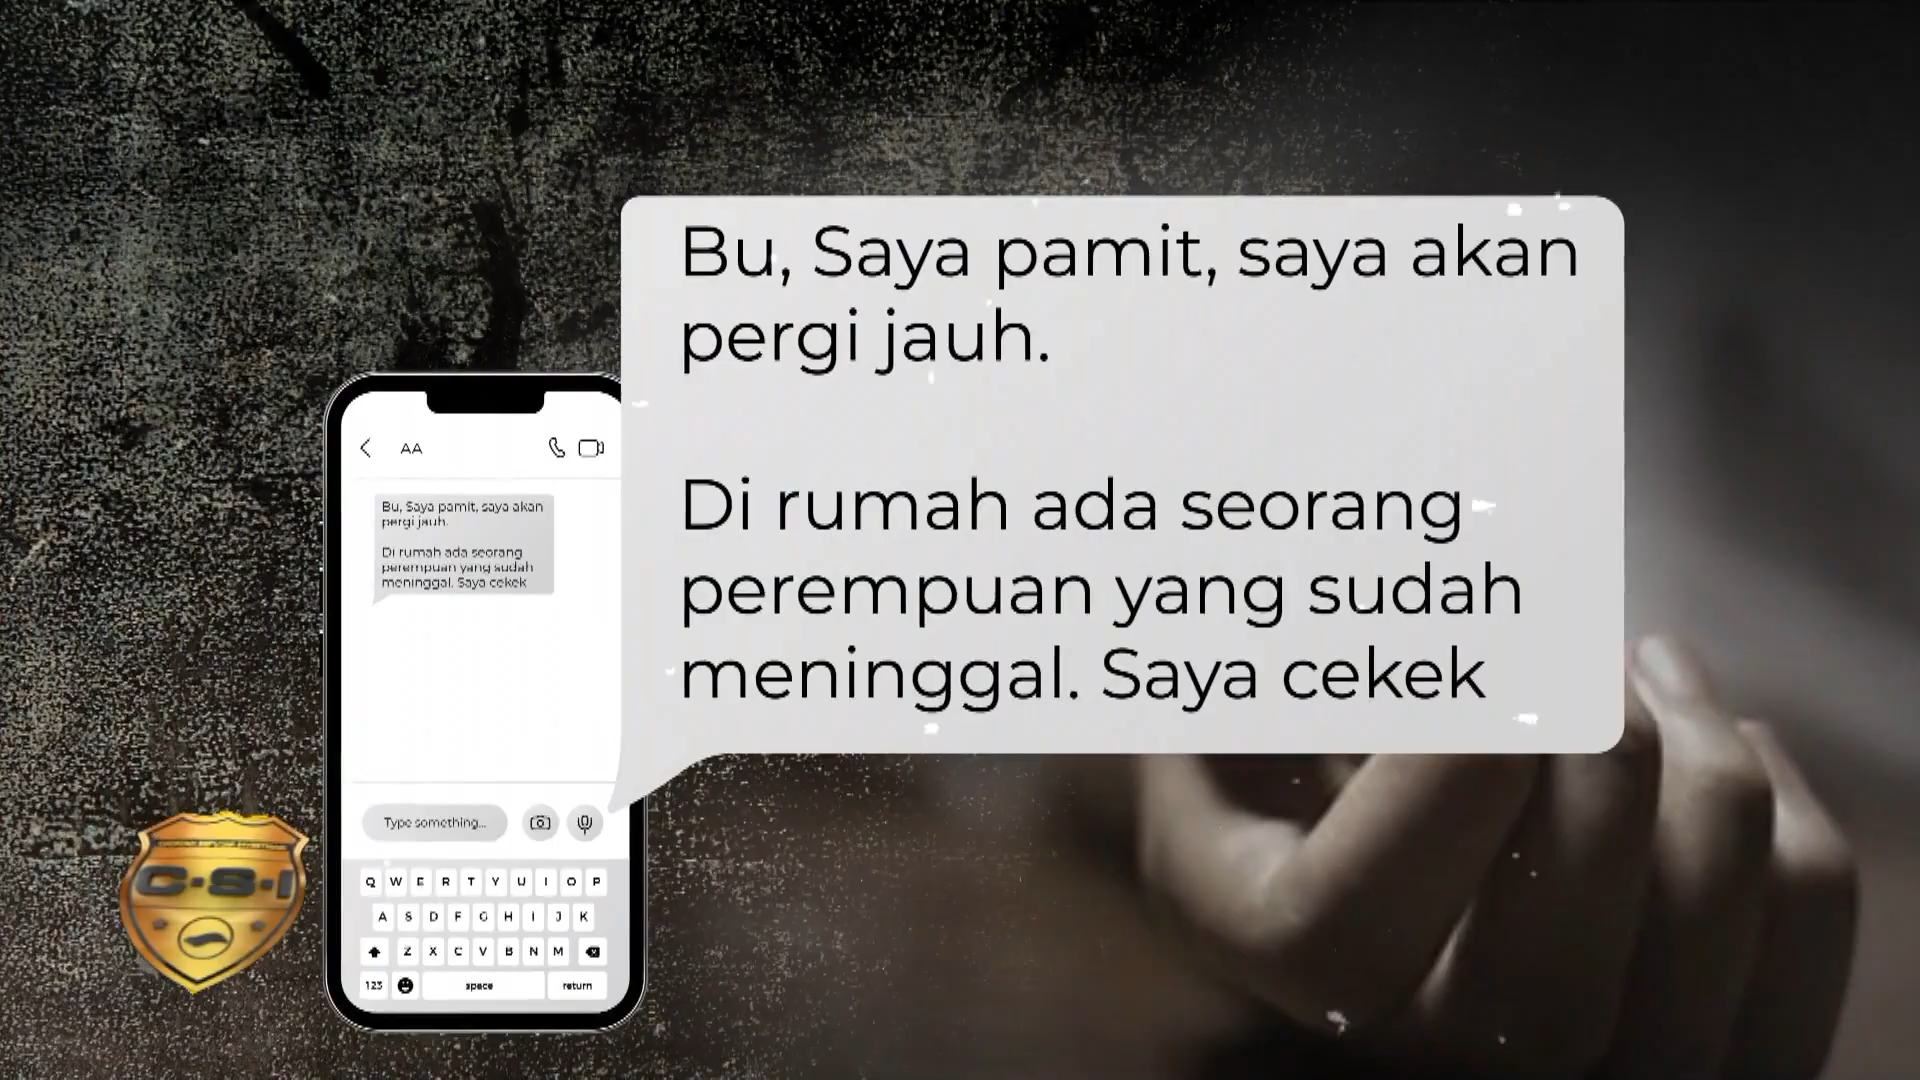 Bu, Saya pamit, saya akan
pergi jauh.
Di rumah ada seorang
perempuan yang sudah
meninggal. Saya cekek
AA
Bu, Saya pamit, saya akan
pergi jauh.
Di rumah ada seorang
perempuan yang sudah
meninggal. Saya cekek
Type something...
Q W E R T Y U I O P
A S D F G H I J K
Z X C V B N M
123 space return
C·S·I